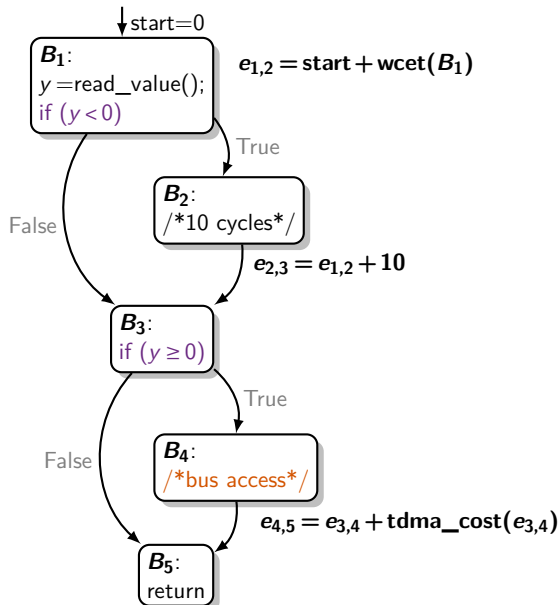 start=0
B₁:
y =read_value();
if (y < 0)
e₁,₂ = start + wcet(B₁)
True
B₂:
/*10 cycles*/
False
e₂,₃ = e₁,₂ + 10
B₃:
if (y ≥ 0)
True
B₄:
/*bus access*/
False
e₄,₅ = e₃,₄ + tdma_cost(e₃,₄)
B₅:
return